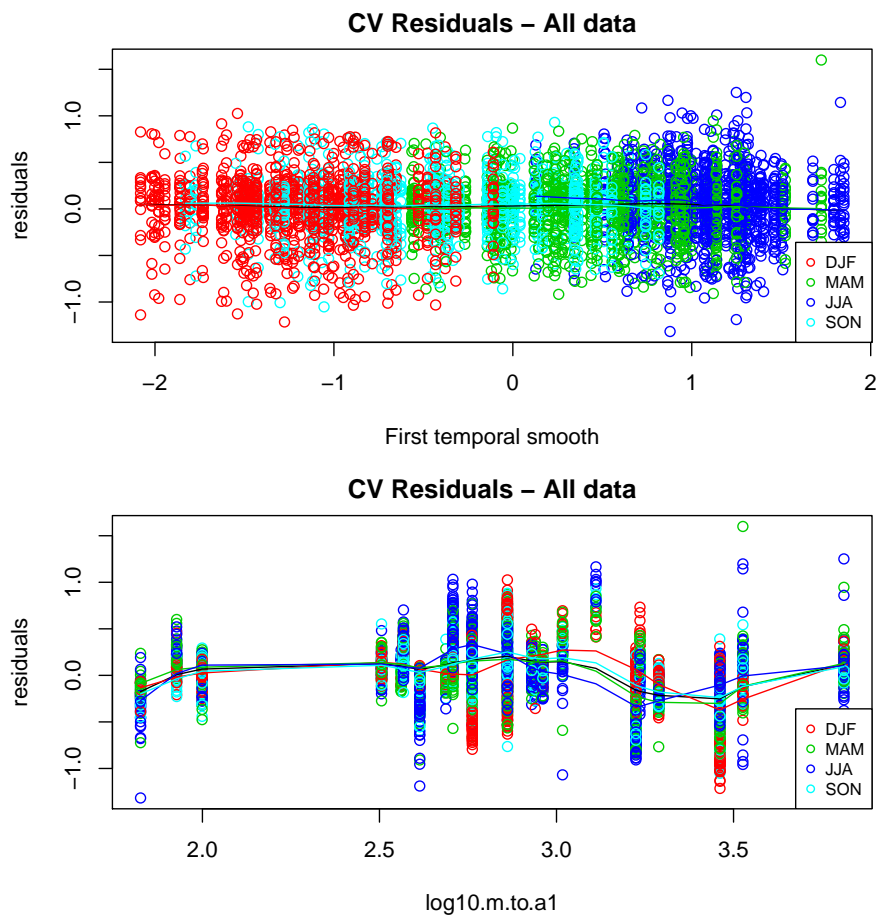 CV Residuals – All data
residuals
1.0
0.0
−1.0
DJF
MAM
JJA
SON
−2 −1 0 1 2
First temporal smooth
CV Residuals – All data
residuals
1.0
0.0
−1.0
DJF
MAM
JJA
SON
2.0 2.5 3.0 3.5
log10.m.to.a1